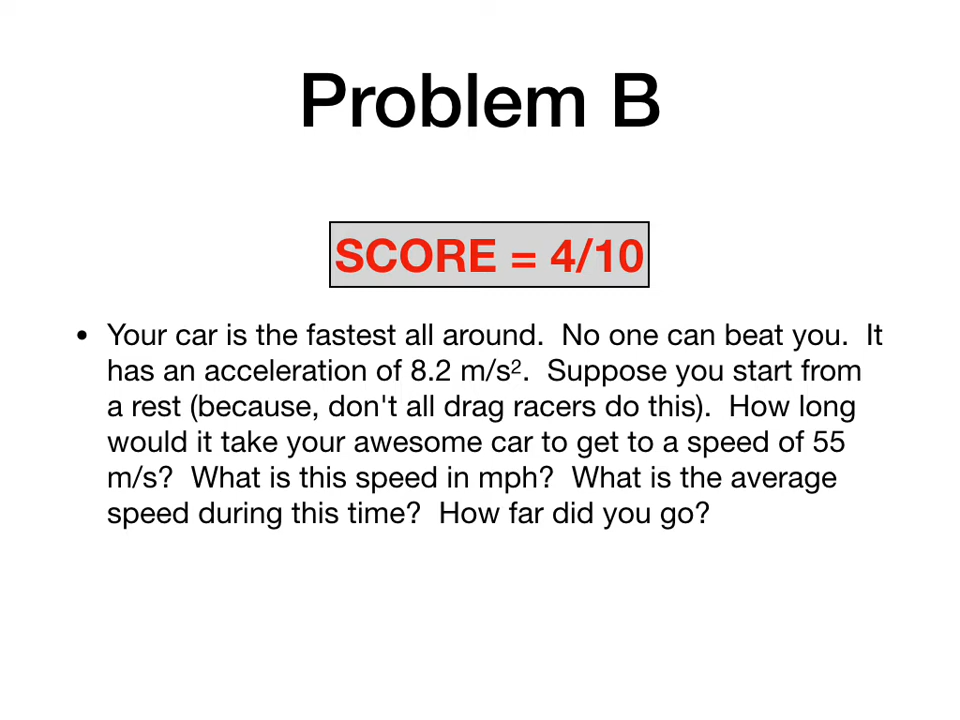 Problem B
SCORE = 4/10
• Your car is the fastest all around.  No one can beat you.  It
has an acceleration of 8.2 m/s².  Suppose you start from
a rest (because, don't all drag racers do this).  How long
would it take your awesome car to get to a speed of 55
m/s?  What is this speed in mph?  What is the average
speed during this time?  How far did you go?